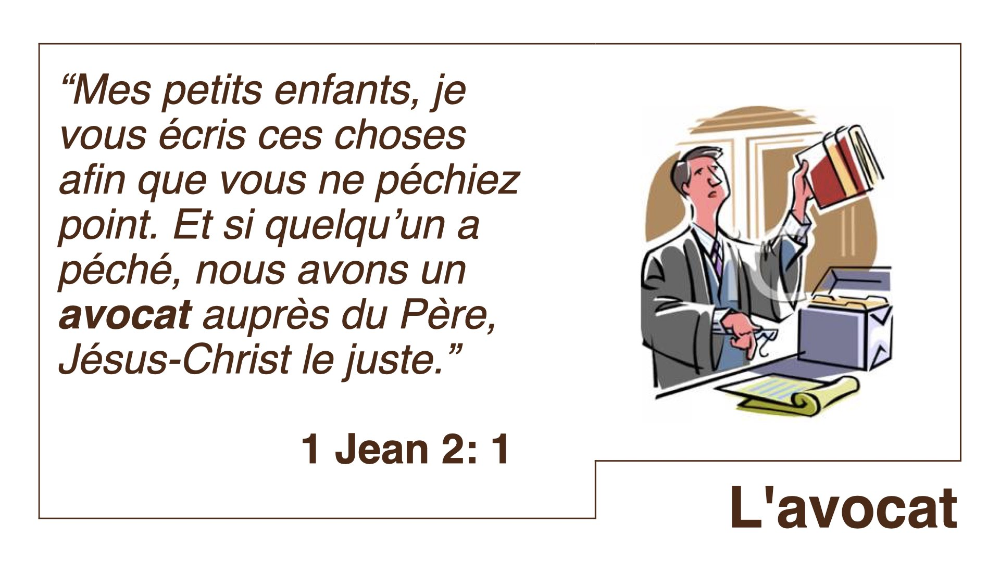 “Mes petits enfants, je
vous écris ces choses
afin que vous ne péchiez
point. Et si quelqu’un a
péché, nous avons un
avocat auprès du Père,
Jésus-Christ le juste.”
1 Jean 2: 1
L'avocat